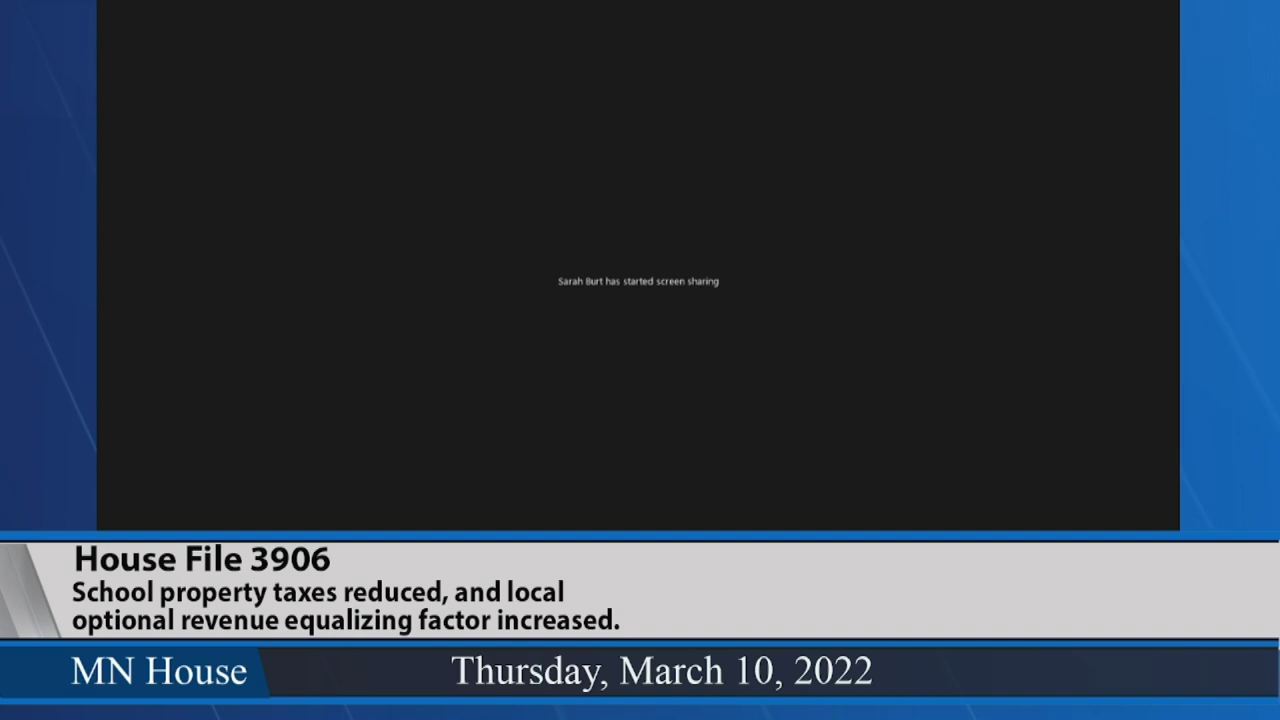 Sarah Burt has started screen sharing
House File 3906
School property taxes reduced, and local
optional revenue equalizing factor increased.
MN House
Thursday, March 10, 2022